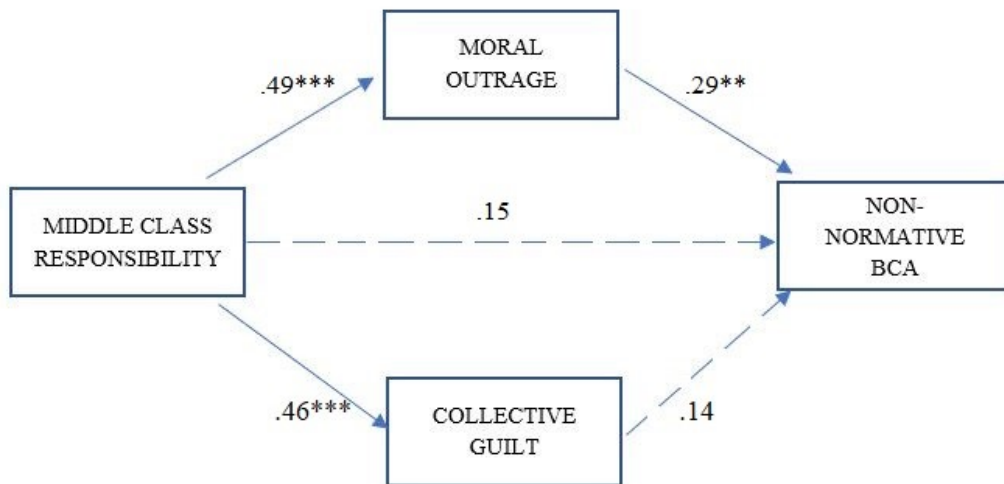 MORAL
OUTRAGE
.49***
.29**
MIDDLE CLASS
RESPONSIBILITY
.15
NON-
NORMATIVE
BCA
.46***
COLLECTIVE
GUILT
.14